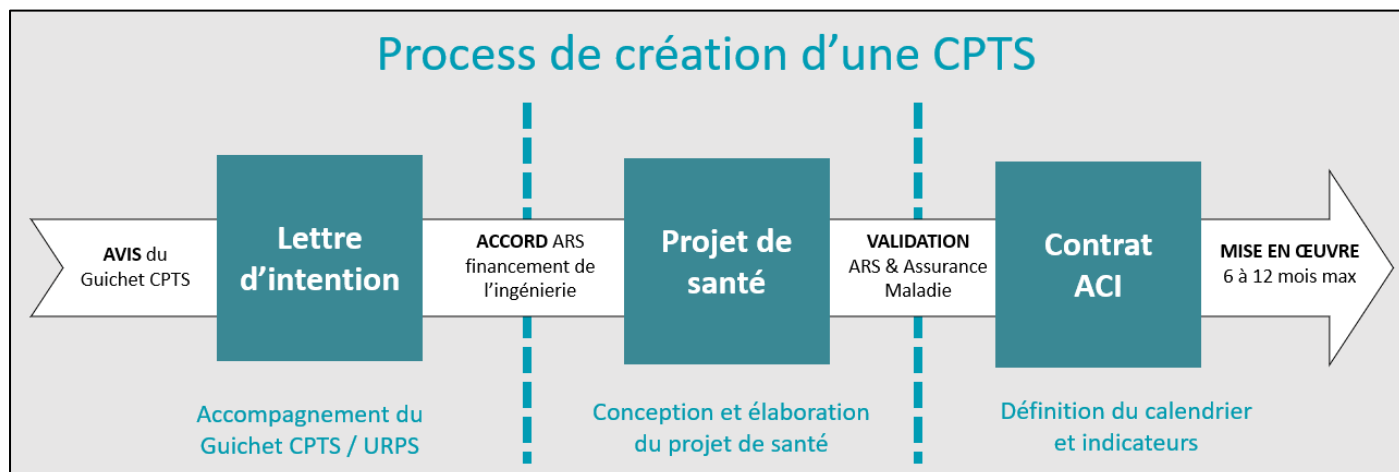 Process de création d’une CPTS
AVIS du
Guichet CPTS
Lettre
d’intention
ACCORD ARS
financement de
l’ingénierie
Projet de
santé
VALIDATION
ARS & Assurance
Maladie
Contrat
ACI
MISE EN ŒUVRE
6 à 12 mois max
Accompagnement du
Guichet CPTS / URPS
Conception et élaboration
du projet de santé
Définition du calendrier
et indicateurs